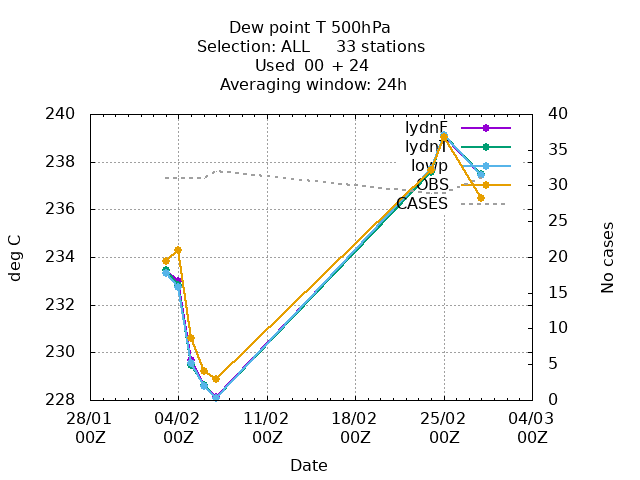 Dew point T 500hPa
Selection: ALL 33 stations
Used 00 + 24
Averaging window: 24h
240
238
236
234
232
230
228
deg C
40
35
30
25
20
15
10
5
0
No cases
lydnF
lydnT
lowp
OBS
CASES
28/01 04/02 11/02 18/02 25/02 04/03
00Z 00Z 00Z 00Z 00Z 00Z
Date